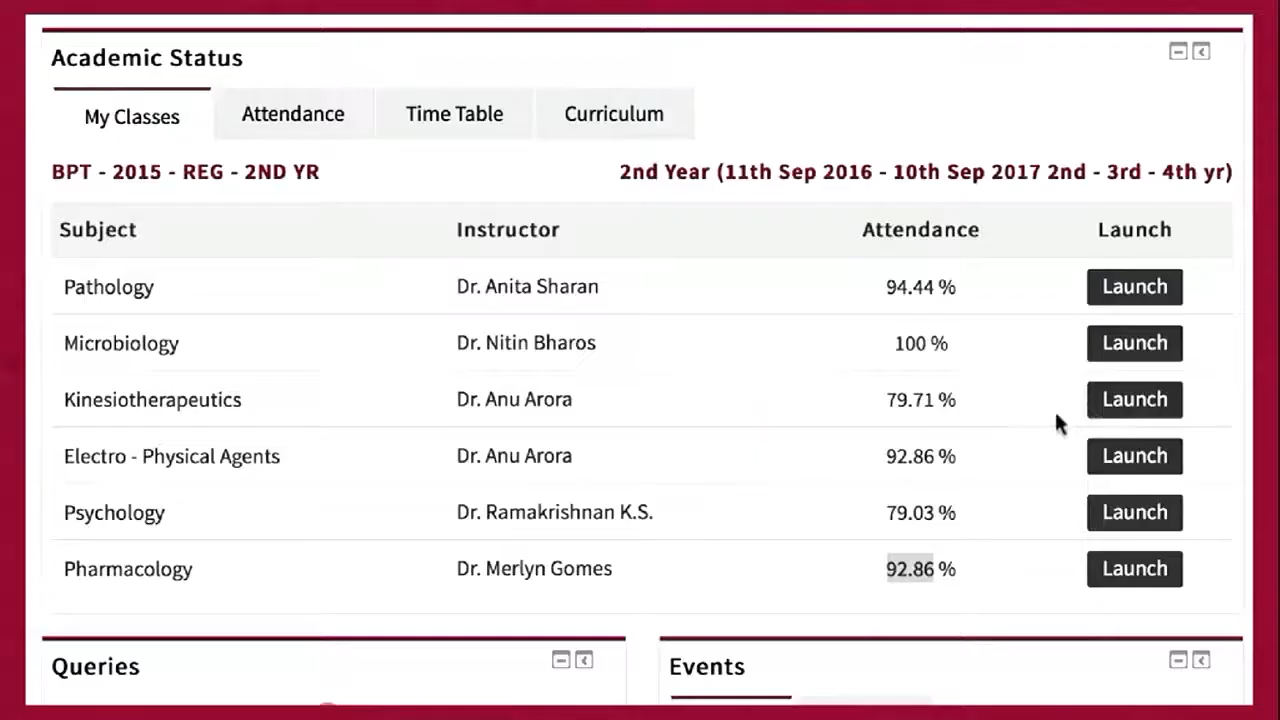 Academic Status
My Classes Attendance Time Table Curriculum
BPT - 2015 - REG - 2ND YR 2nd Year (11th Sep 2016 - 10th Sep 2017 2nd - 3rd - 4th yr)
Subject Instructor Attendance Launch
Pathology Dr. Anita Sharan 94.44 % Launch
Microbiology Dr. Nitin Bharos 100 % Launch
Kinesiotherapeutics Dr. Anu Arora 79.71 % Launch
Electro - Physical Agents Dr. Anu Arora 92.86 % Launch
Psychology Dr. Ramakrishnan K.S. 79.03 % Launch
Pharmacology Dr. Merlyn Gomes 92.86 % Launch
Queries Events